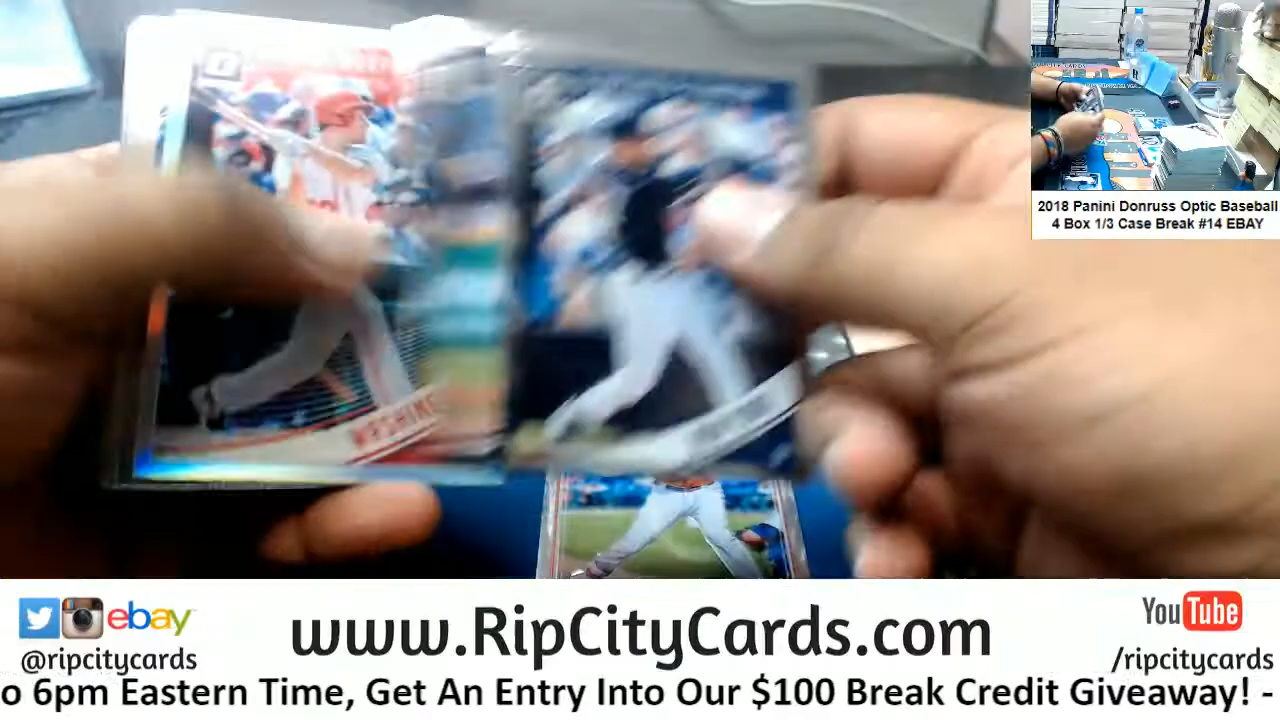 2018 Panini Donruss Optic Baseball
4 Box 1/3 Case Break #14 EBAY
ebay
@ripcitycards
www.RipCityCards.com
YouTube
/ripcitycards
o 6pm Eastern Time, Get An Entry Into Our $100 Break Credit Giveaway! -